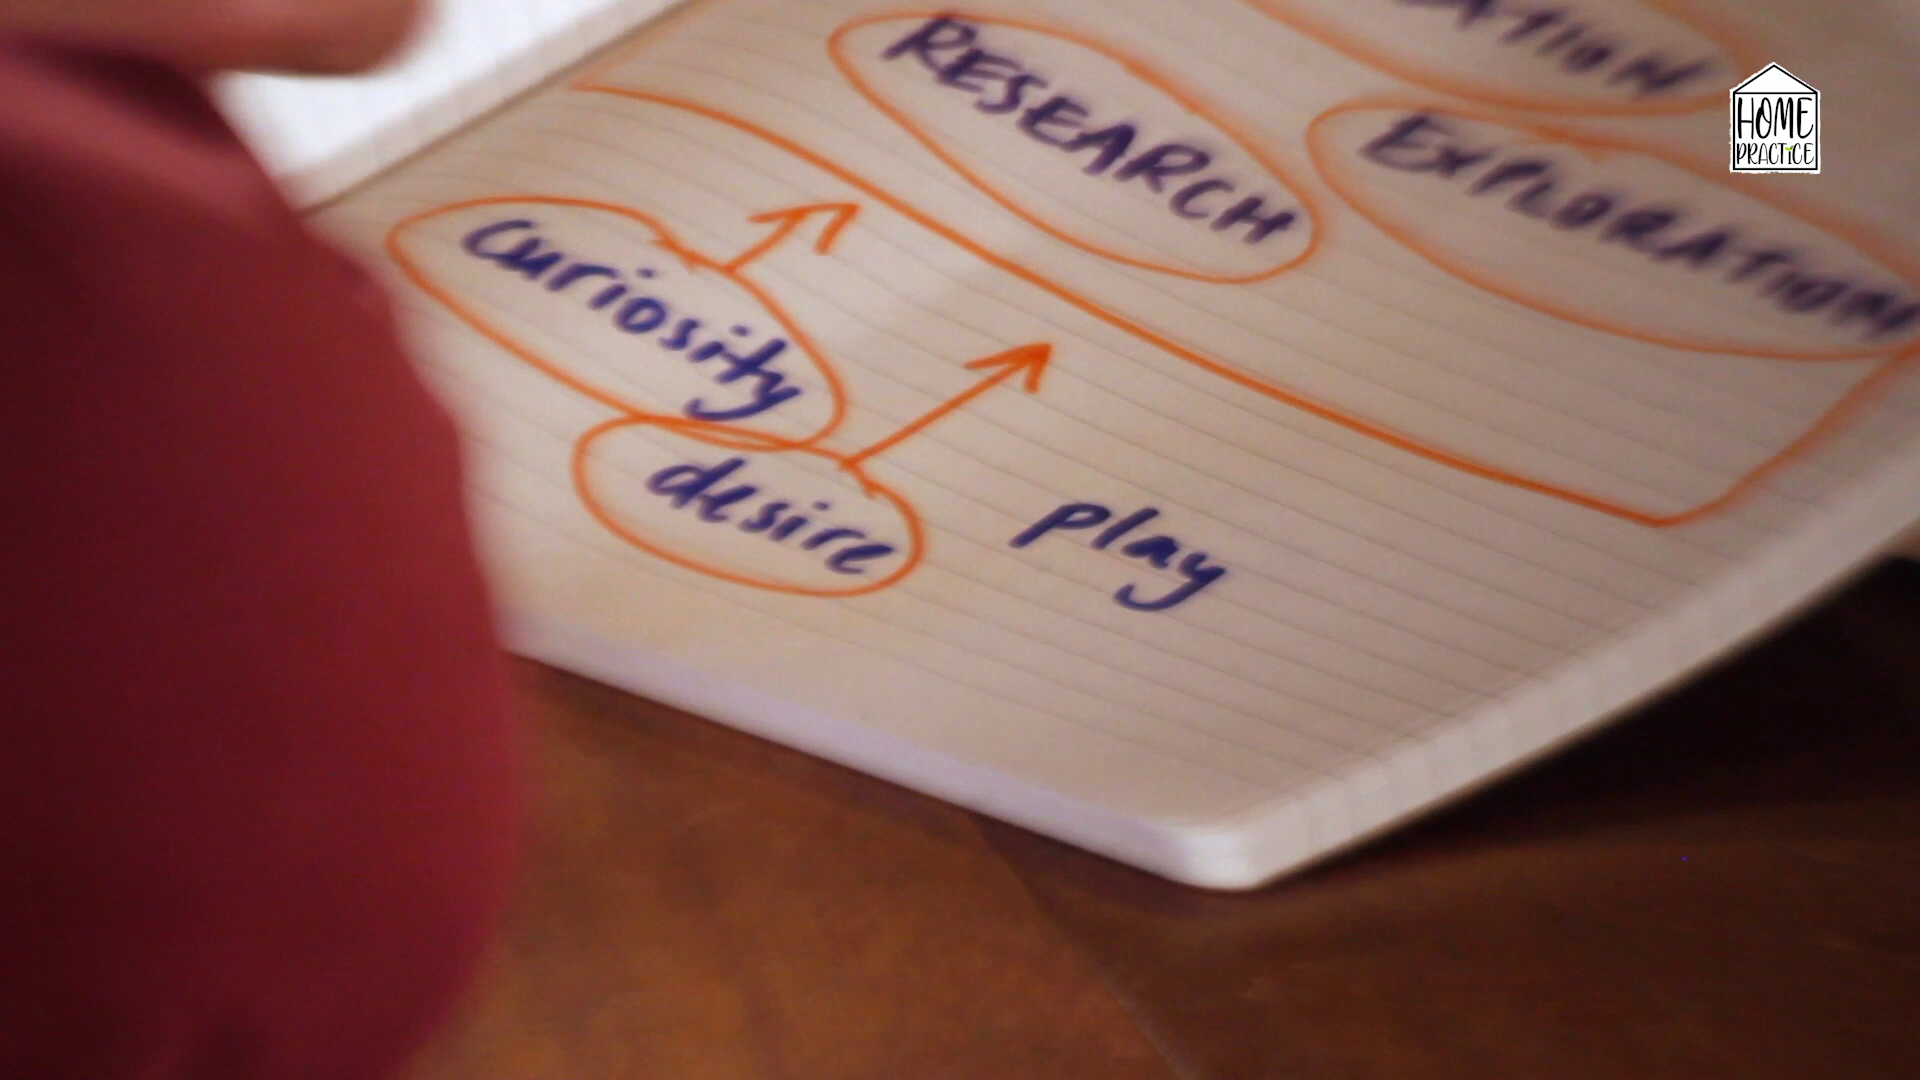 RESEARCH
EXPLORATION
curiosity
desire
play
HOME
PRACTICE